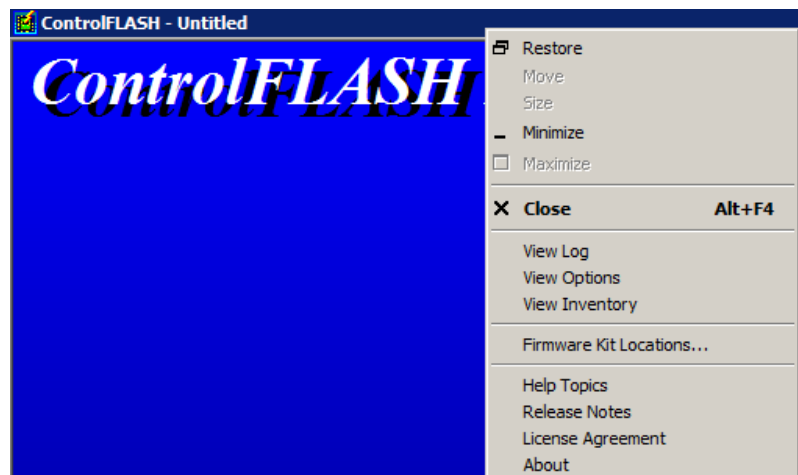 ControlFLASH - Untitled
ControlFLASH
Restore
Move
Size
Minimize
Maximize
Close Alt+F4
View Log
View Options
View Inventory
Firmware Kit Locations...
Help Topics
Release Notes
License Agreement
About